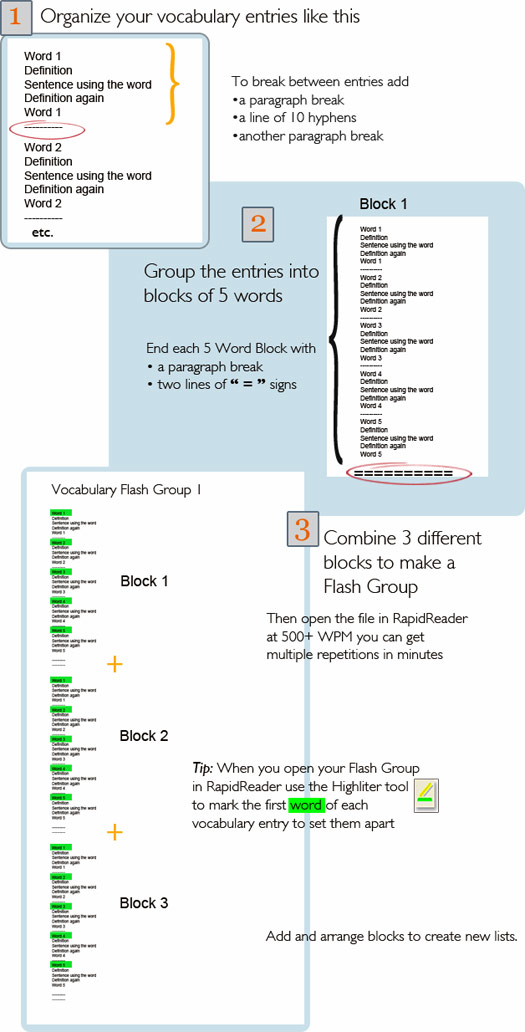 1 Organize your vocabulary entries like this
Word 1
Definition
Sentence using the word
Definition again
Word 1
----------
Word 2
Definition
Sentence using the word
Definition again
Word 2
----------
etc.
To break between entries add
•a paragraph break
•a line of 10 hyphens
•another paragraph break
2
Group the entries into
blocks of 5 words
End each 5 Word Block with
• a paragraph break
• two lines of “ = ” signs
Block 1
Word 1
Definition
Sentence using the word
Definition again
Word 1
----------
Word 2
Definition
Sentence using the word
Definition again
Word 2
----------
Word 3
Definition
Sentence using the word
Definition again
Word 3
----------
Word 4
Definition
Sentence using the word
Definition again
Word 4
----------
Word 5
Definition
Sentence using the word
Definition again
Word 5
==========
Vocabulary Flash Group 1
Word 1
Definition
Sentence using the word
Definition again
Word 1
Word 2
Definition
Sentence using the word
Definition again
Word 2
Word 3
Definition
Sentence using the word
Definition again
Word 3
Word 4
Definition
Sentence using the word
Definition again
Word 4
Word 5
Definition
Sentence using the word
Definition again
Word 5
Block 1
+
Word 1
Definition
Sentence using the word
Definition again
Word 1
Word 2
Definition
Sentence using the word
Definition again
Word 2
Word 3
Definition
Sentence using the word
Definition again
Word 3
Word 4
Definition
Sentence using the word
Definition again
Word 4
Word 5
Definition
Sentence using the word
Definition again
Word 5
Block 2
+
Word 1
Definition
Sentence using the word
Definition again
Word 1
Word 2
Definition
Sentence using the word
Definition again
Word 2
Word 3
Definition
Sentence using the word
Definition again
Word 3
Word 4
Definition
Sentence using the word
Definition again
Word 4
Word 5
Definition
Sentence using the word
Definition again
Word 5
Block 3
3 Combine 3 different
blocks to make a
Flash Group
Then open the file in RapidReader
at 500+ WPM you can get
multiple repetitions in minutes
Tip: When you open your Flash Group
in RapidReader use the Highliter tool
to mark the first word of each
vocabulary entry to set them apart
Add and arrange blocks to create new lists.